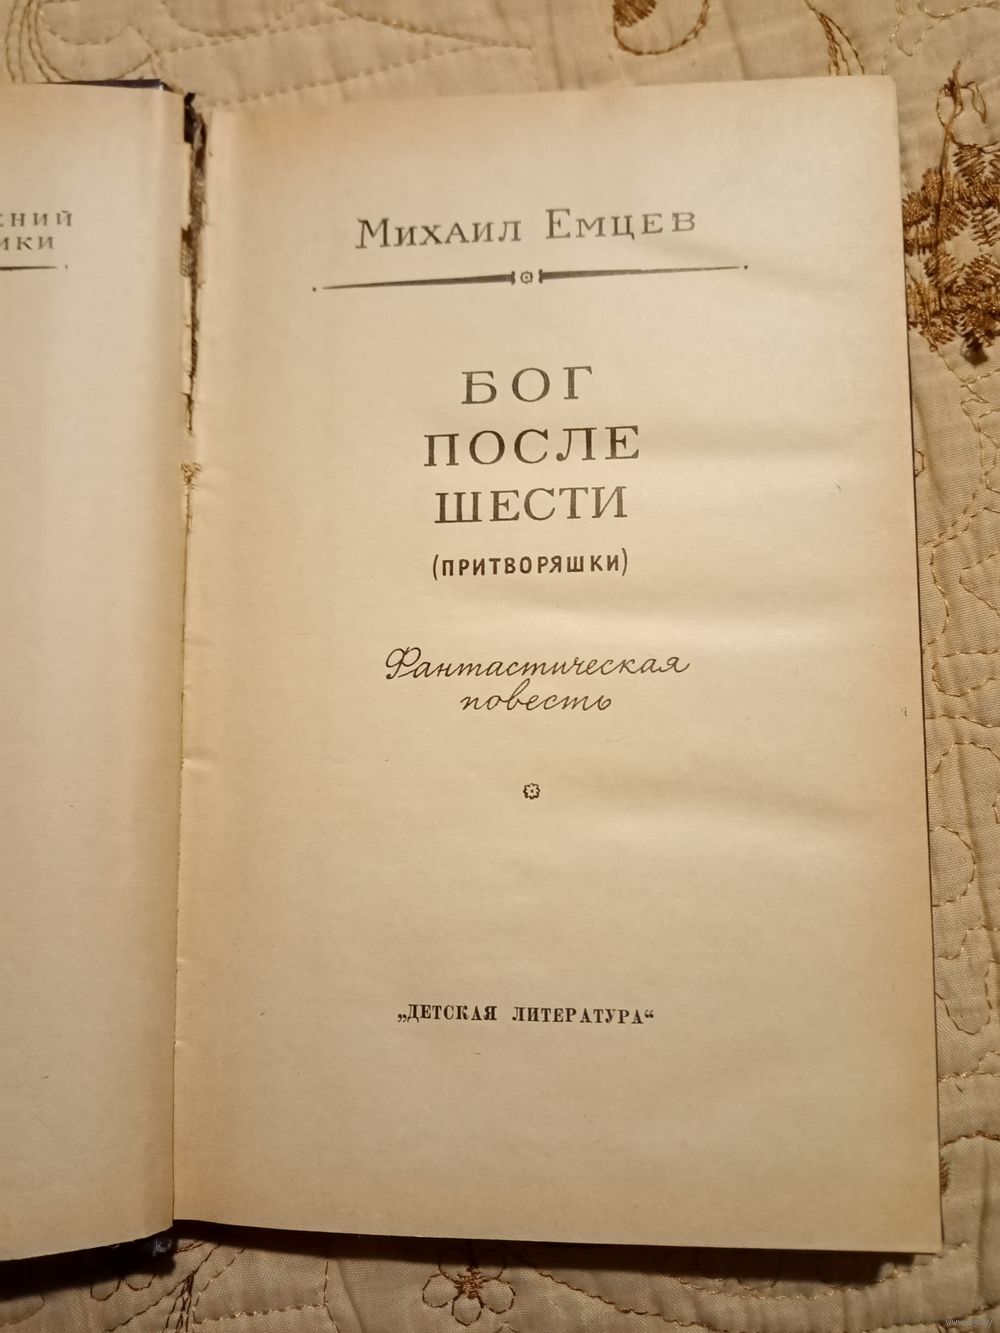 МИХАИЛ ЕМЦЕВ
БОГ
ПОСЛЕ
ШЕСТИ
(ПРИТВОРЯШКИ)
Фантастическая
повесть
„ДЕТСКАЯ ЛИТЕРАТУРА“